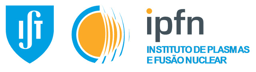 IST
ipfn
INSTITUTO DE PLASMAS
E FUSÃO NUCLEAR